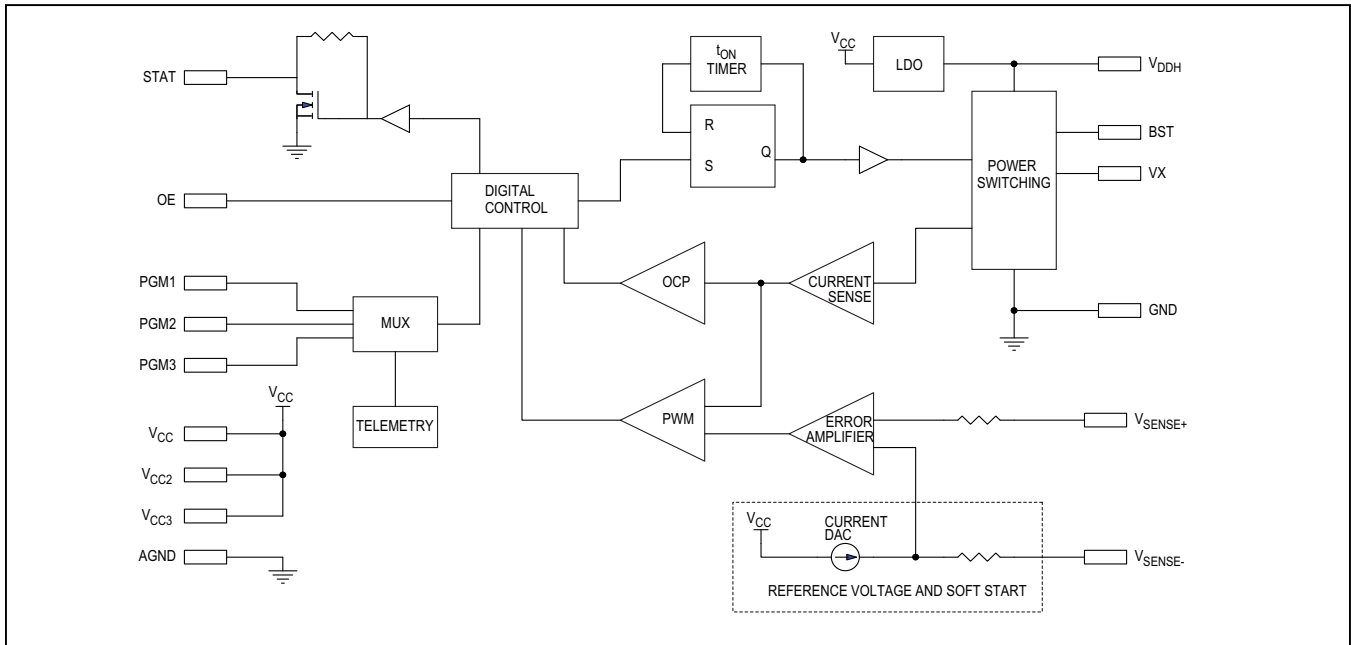 STAT
OE
PGM1
PGM2
PGM3
VCC
VCC
VCC2
VCC3
AGND
DIGITAL
CONTROL
MUX
TELEMETRY
tON
TIMER
R
S
Q
VCC
LDO
POWER
SWITCHING
OCP
CURRENT
SENSE
PWM
ERROR
AMPLIFIER
VCC
CURRENT
DAC
REFERENCE VOLTAGE AND SOFT START
VDDH
BST
VX
GND
VSENSE+
VSENSE-